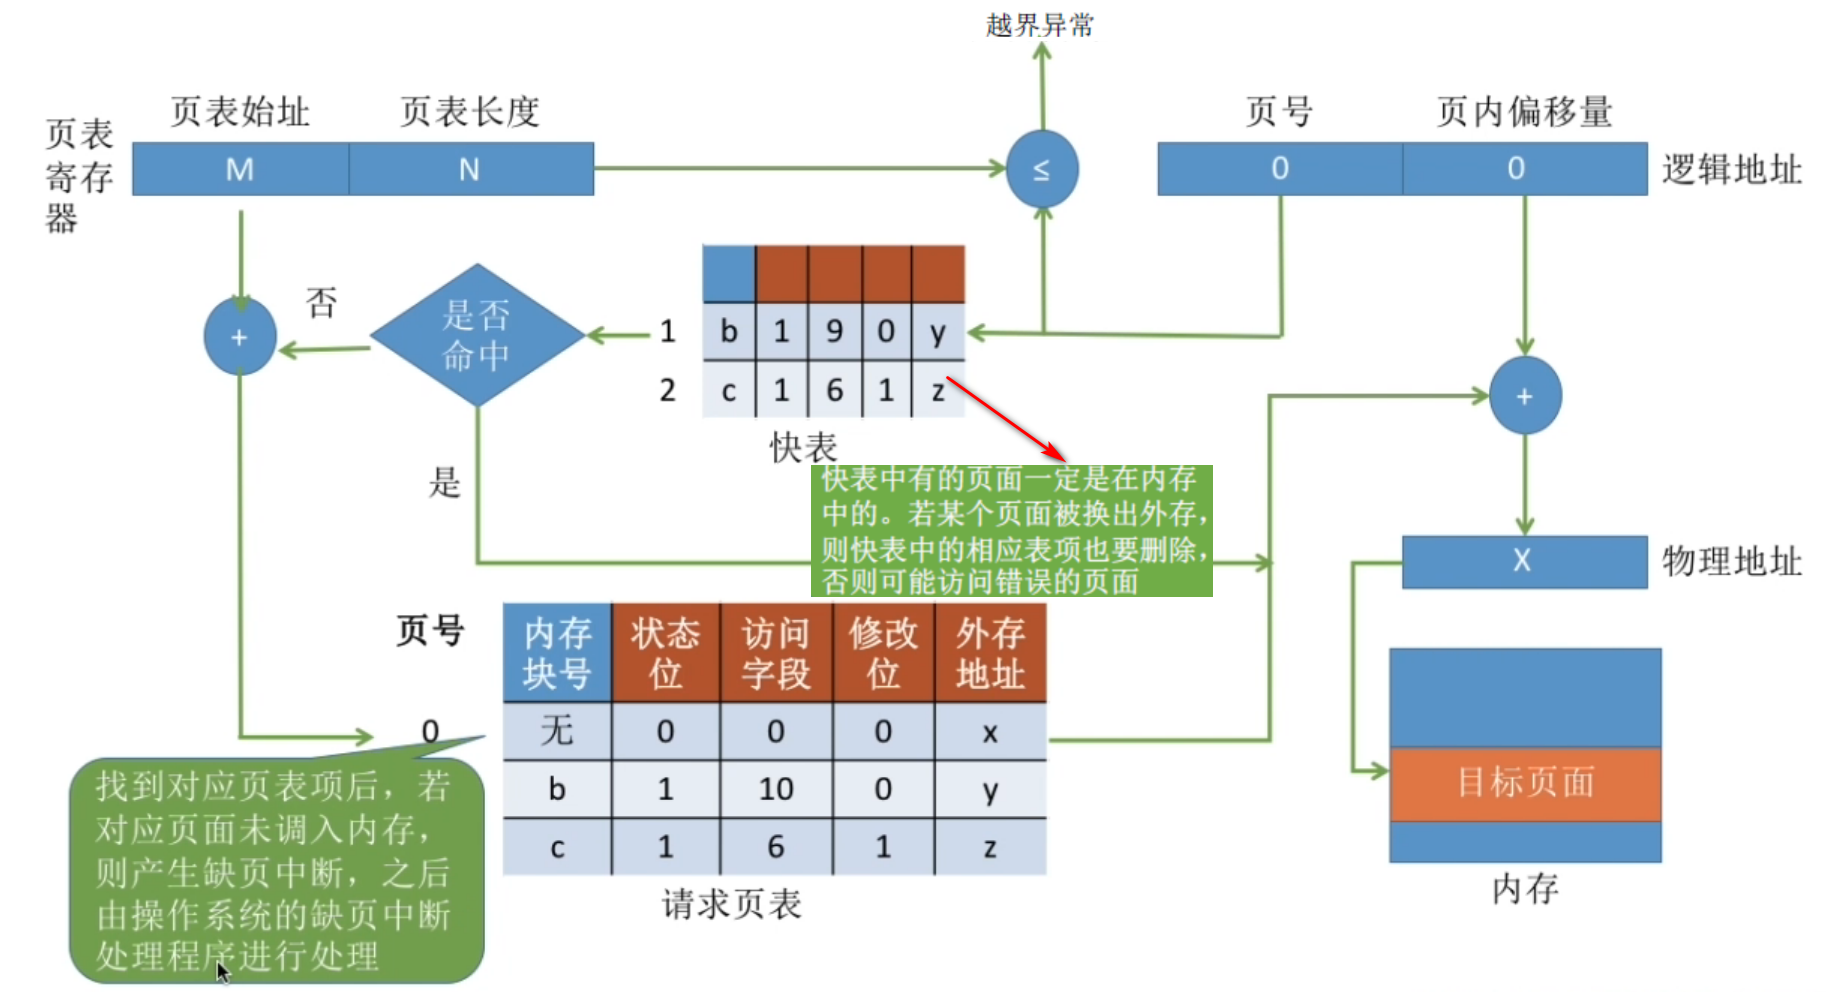 越界异常
页表始址 页表长度
页号 页内偏移量
页表
寄存
器
M N
≤
0 0
逻辑地址
+
否
是否
命中
1 b 1 9 0 y
2 c 1 6 1 z
快表
+
是
快表中有的页面一定是在内存
中的。若某个页面被换出外存，
则快表中的相应表项也要删除，
否则可能访问错误的页面
X
物理地址
页号
内存
块号
状态
位
访问
字段
修改
位
外存
地址
0 无 0 0 0 x
b 1 10 0 y
c 1 6 1 z
请求页表
找到对应页表项后，若
对应页面未调入内存，
则产生缺页中断，之后
由操作系统的缺页中断
处理程序进行处理
目标页面
内存